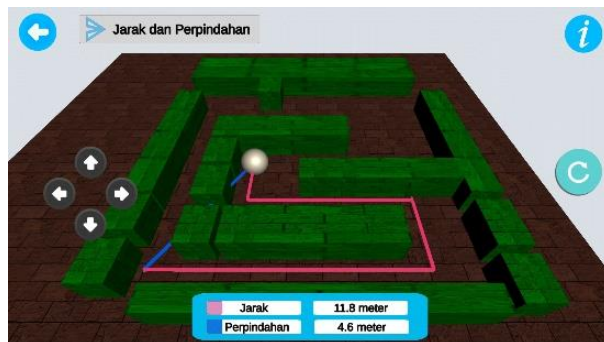 Jarak dan Perpindahan
i
C
Jarak 11.8 meter
Perpindahan 4.6 meter